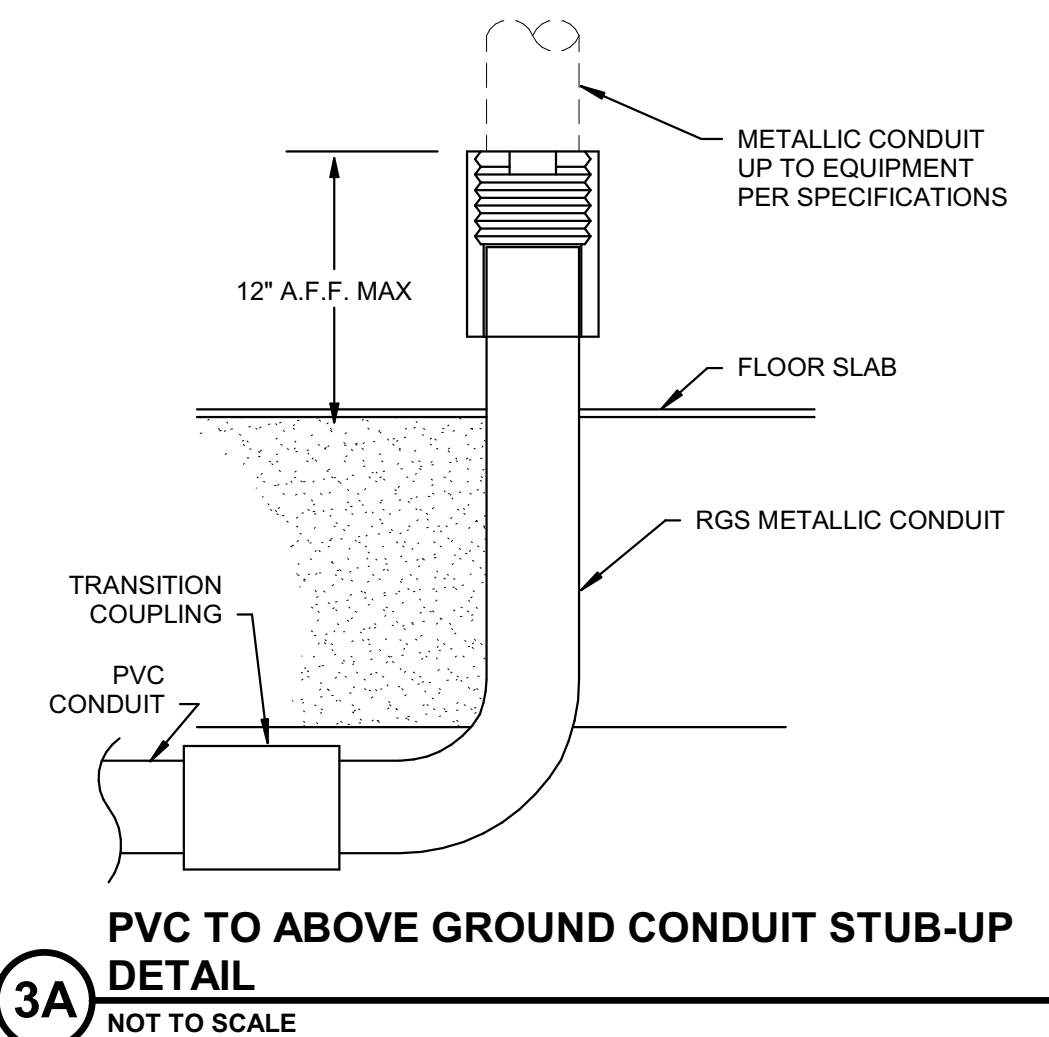 METALLIC CONDUIT
UP TO EQUIPMENT
PER SPECIFICATIONS
12" A.F.F. MAX
FLOOR SLAB
RGS METALLIC CONDUIT
TRANSITION
COUPLING
PVC
CONDUIT
PVC TO ABOVE GROUND CONDUIT STUB-UP
DETAIL
3A
NOT TO SCALE